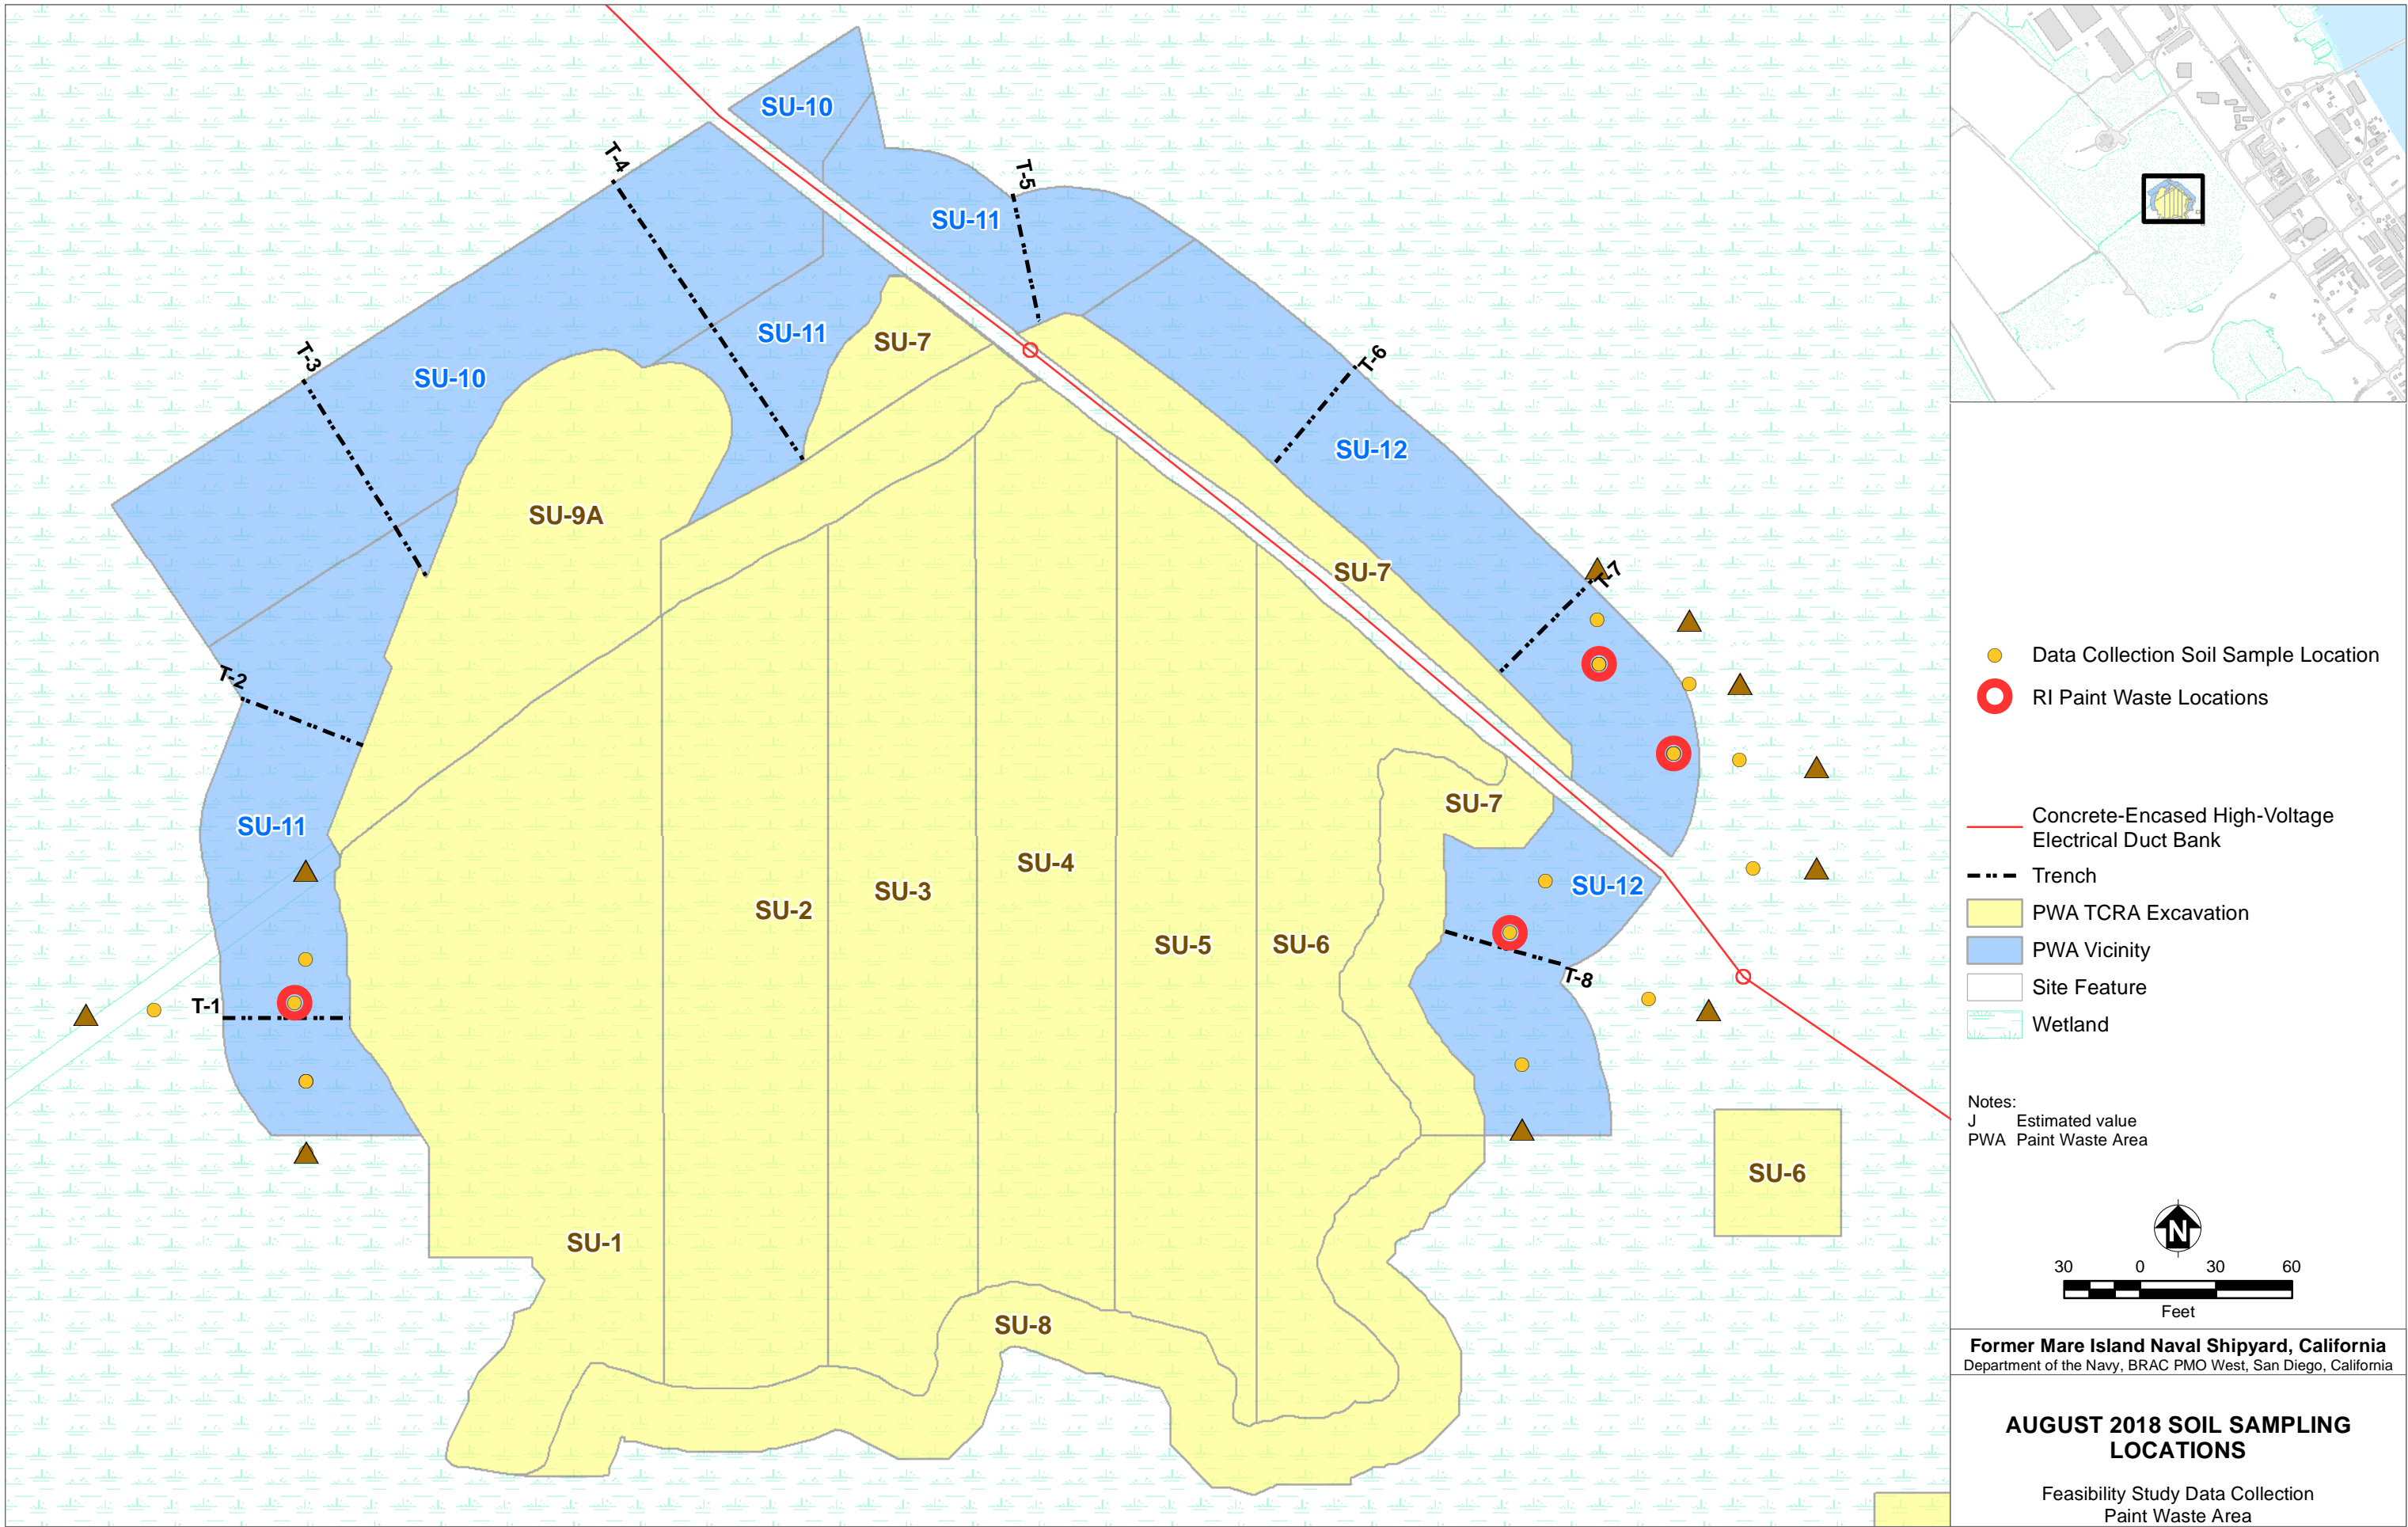 SU-10
T-4
T-5
SU-11
SU-11
SU-7
T-3
SU-10
T-6
SU-12
SU-9A
SU-7
T-7
T-2
SU-11
SU-7
SU-4
SU-12
SU-3
SU-2
SU-5
SU-6
T-8
T-1
SU-6
SU-1
SU-8
Data Collection Soil Sample Location
RI Paint Waste Locations
Concrete-Encased High-Voltage
Electrical Duct Bank
Trench
PWA TCRA Excavation
PWA Vicinity
Site Feature
Wetland
Notes:
J Estimated value
PWA Paint Waste Area
N
30 0 30 60
Feet
Former Mare Island Naval Shipyard, California
Department of the Navy, BRAC PMO West, San Diego, California
AUGUST 2018 SOIL SAMPLING
LOCATIONS
Feasibility Study Data Collection
Paint Waste Area